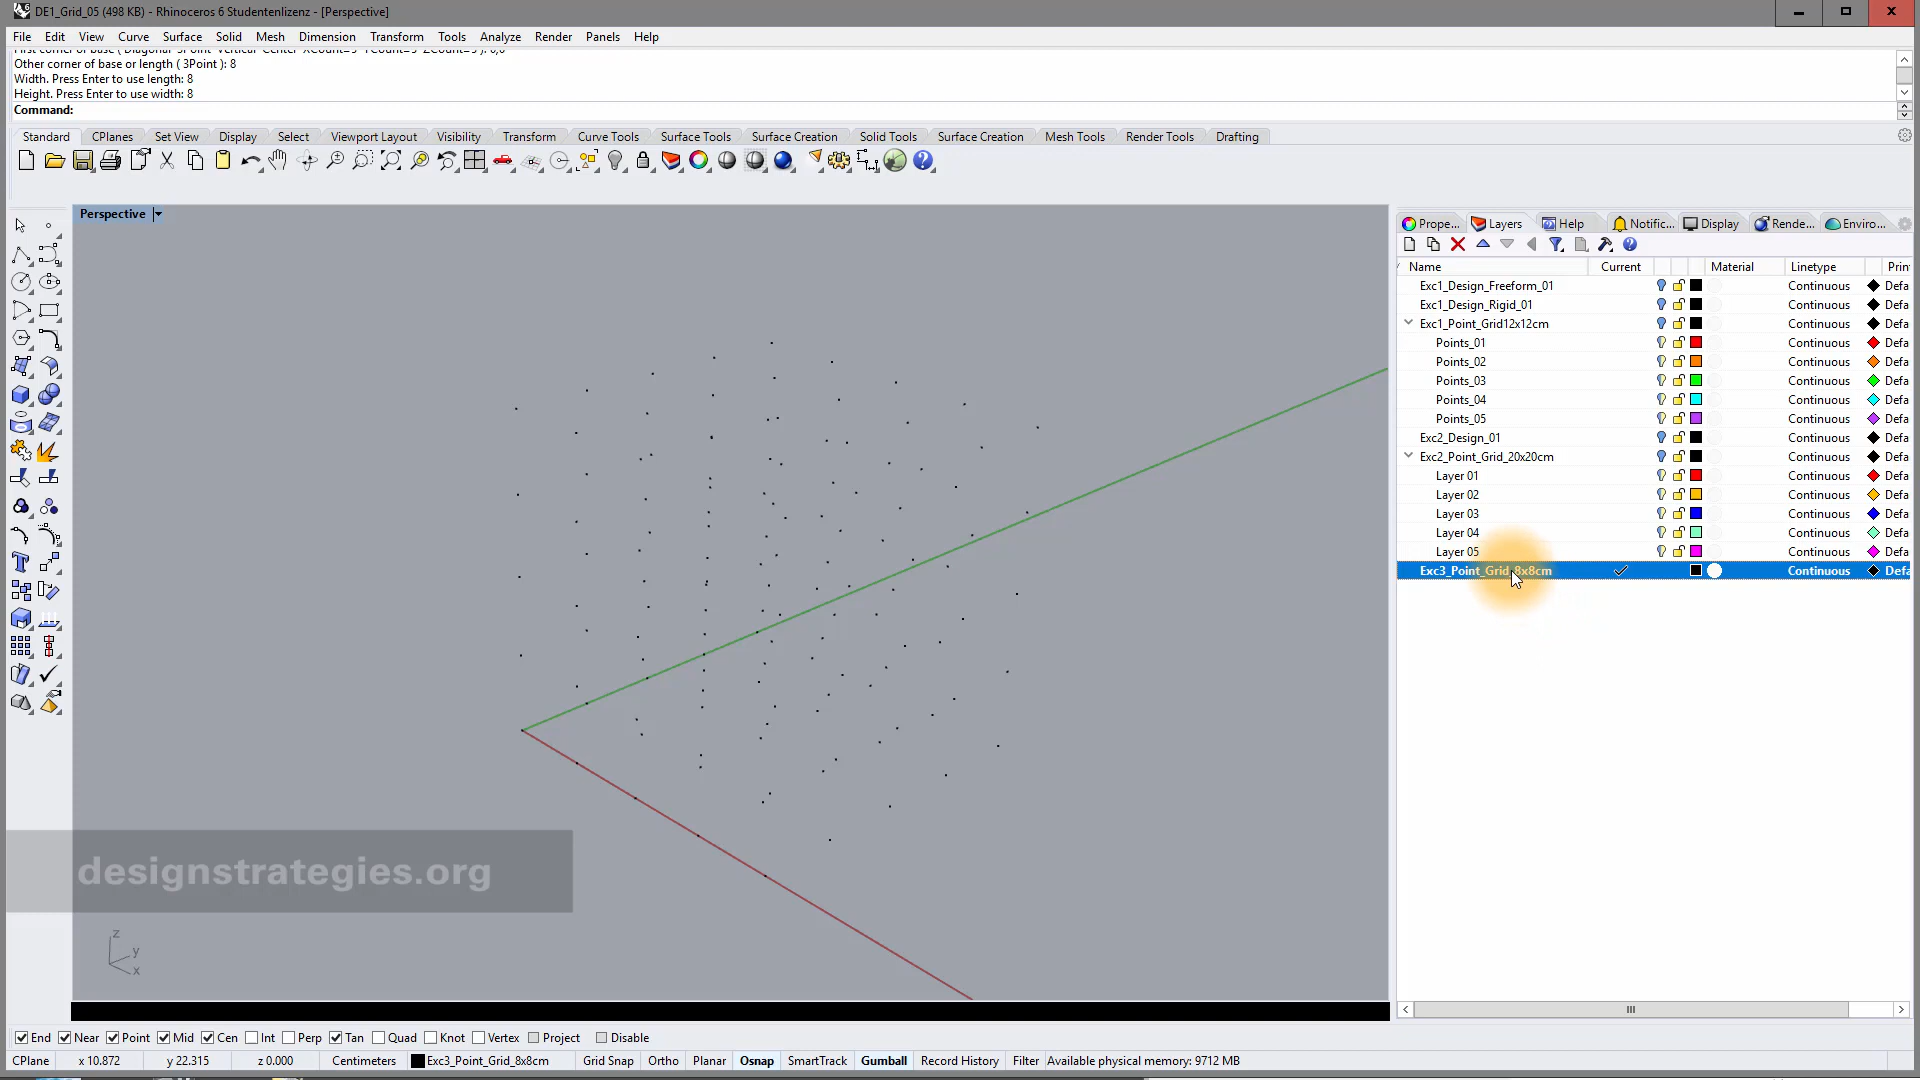 DE1_Grid_05 (498 KB) - Rhinoceros 6 Studentenlizenz - [Perspective]
File Edit View Curve Surface Solid Mesh Dimension Transform Tools Analyze Render Panels Help
Other corner of base or length ( 3Point ): 8
Width. Press Enter to use length: 8
Height. Press Enter to use width: 8
Command:
Standard CPlanes Set View Display Select Viewport Layout Visibility Transform Curve Tools Surface Tools Surface Creation Solid Tools Surface Creation Mesh Tools Render Tools Drafting
Perspective
Prope... Layers Help Notific... Display Rende... Enviro...
Name Current Material Linetype Prin
Exc1_Design_Freeform_01 Continuous Defa
Exc1_Design_Rigid_01 Continuous Defa
Exc1_Point_Grid12x12cm Continuous Defa
Points_01 Continuous Defa
Points_02 Continuous Defa
Points_03 Continuous Defa
Points_04 Continuous Defa
Points_05 Continuous Defa
Exc2_Design_01 Continuous Defa
Exc2_Point_Grid_20x20cm Continuous Defa
Layer 01 Continuous Defa
Layer 02 Continuous Defa
Layer 03 Continuous Defa
Layer 04 Continuous Defa
Layer 05 Continuous Defa
Exc3_Point_Grid_8x8cm Continuous Defa
designstrategies.org
z
y
x
End Near Point Mid Cen Int Perp Tan Quad Knot Vertex Project Disable
CPlane x 10.872 y 22.315 z 0.000 Centimeters Exc3_Point_Grid_8x8cm Grid Snap Ortho Planar Osnap SmartTrack Gumball Record History Filter Available physical memory: 9712 MB